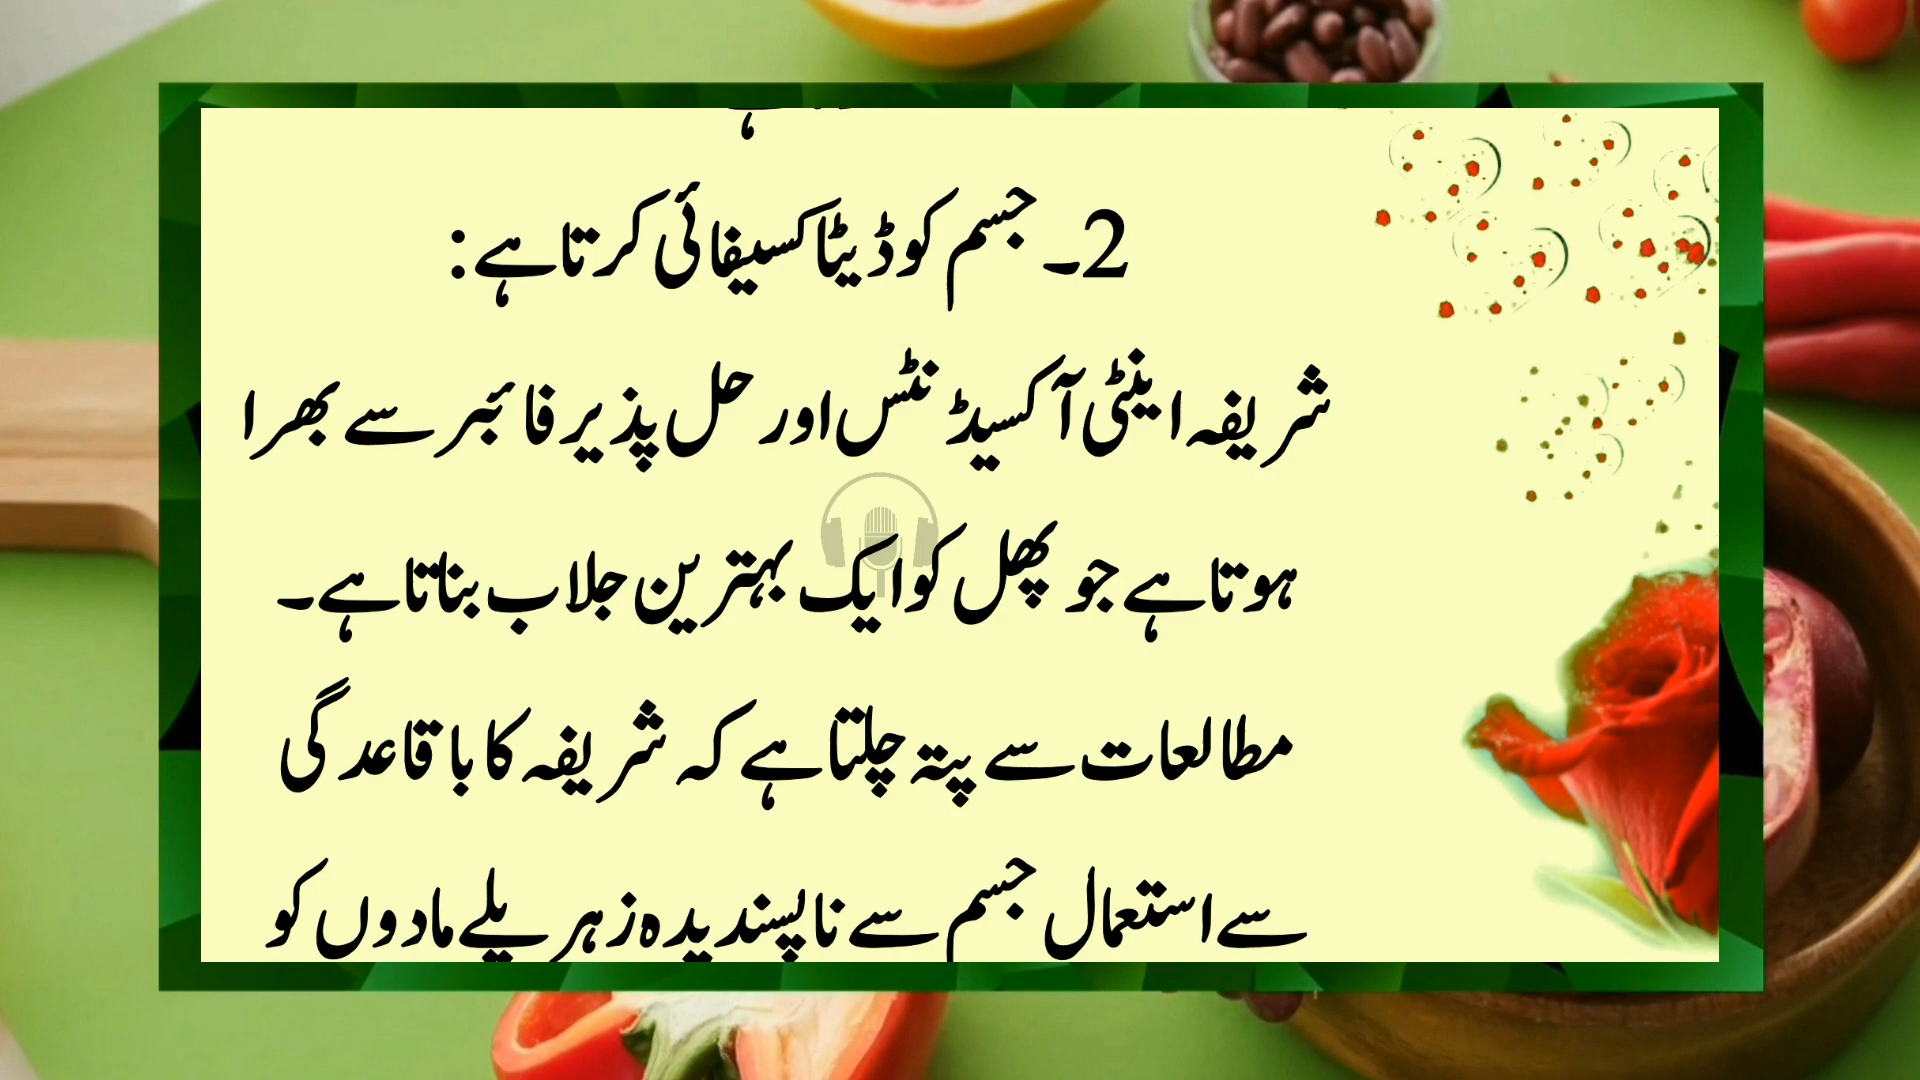 2۔ جسم کو ڈیٹاکسیفائی کرتا ہے:
شریفہ اینٹی آکسیڈنٹس اور حل پذیر فائبر سے بھرا
ہوتا ہے جو پھل کو ایک بہترین جلاب بناتا ہے۔
مطالعات سے پتہ چلتا ہے کہ شریفہ کا باقاعدگی
سے استعمال جسم سے ناپسندیدہ زہریلے مادوں کو